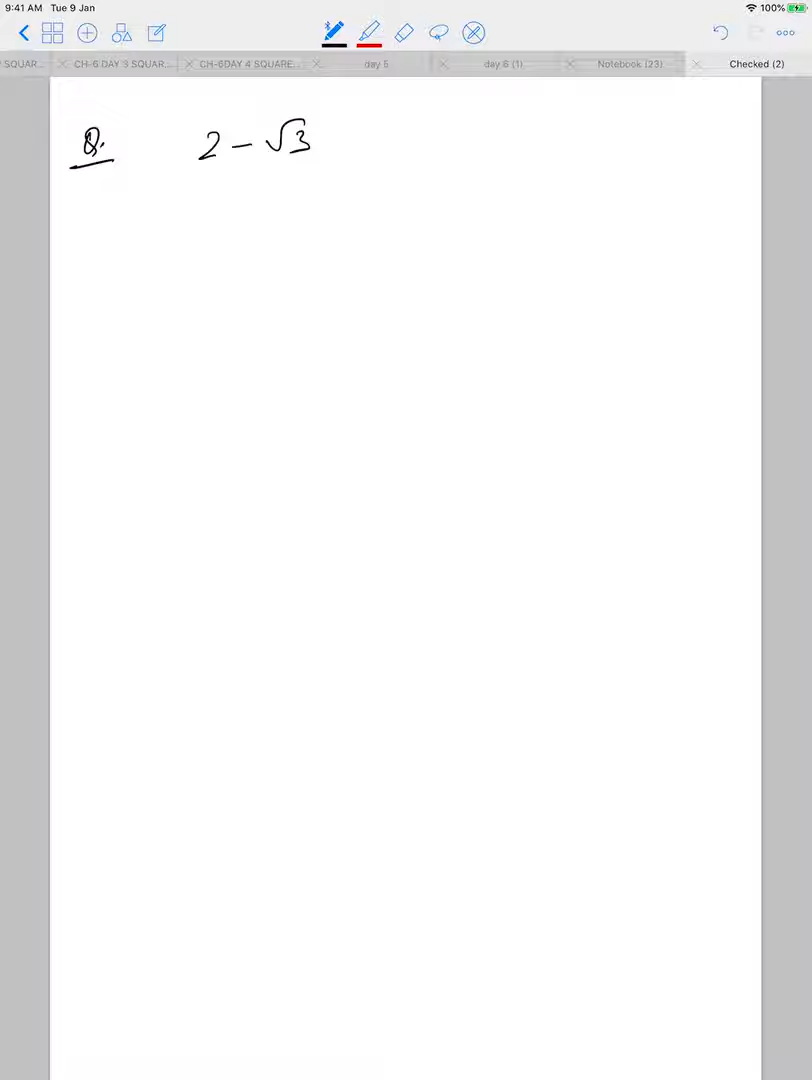 9:41 AM Tue 9 Jan 100%
SQUAR... CH-6 DAY 3 SQUAR... CH-6DAY 4 SQUARE... day 5 day 6 (1) Notebook (23) Checked (2)
Q. 2 - √3